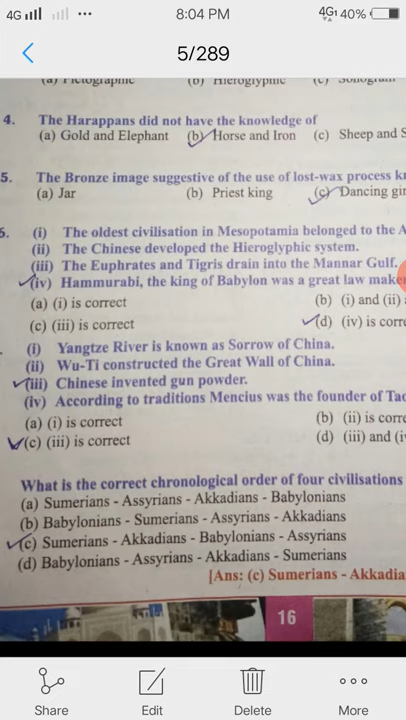 4G 8:04 PM 4G 40%
5/289
(a) Pictographic (b) Hieroglyphic (c) Sonogram
4. The Harappans did not have the knowledge of
(a) Gold and Elephant (b) Horse and Iron (c) Sheep and S
5. The Bronze image suggestive of the use of lost-wax process k
(a) Jar (b) Priest king (c) Dancing gir
6. (i) The oldest civilisation in Mesopotamia belonged to the A
(ii) The Chinese developed the Hieroglyphic system.
(iii) The Euphrates and Tigris drain into the Mannar Gulf.
(iv) Hammurabi, the king of Babylon was a great law make
(a) (i) is correct (b) (i) and (ii)
(c) (iii) is correct (d) (iv) is corre
(i) Yangtze River is known as Sorrow of China.
(ii) Wu-Ti constructed the Great Wall of China.
(iii) Chinese invented gun powder.
(iv) According to traditions Mencius was the founder of Tao
(a) (i) is correct (b) (ii) is corre
(c) (iii) is correct (d) (iii) and (iv
What is the correct chronological order of four civilisations
(a) Sumerians - Assyrians - Akkadians - Babylonians
(b) Babylonians - Sumerians - Assyrians - Akkadians
(c) Sumerians - Akkadians - Babylonians - Assyrians
(d) Babylonians - Assyrians - Akkadians - Sumerians
[Ans: (c) Sumerians - Akkadia
16
Share Edit Delete More